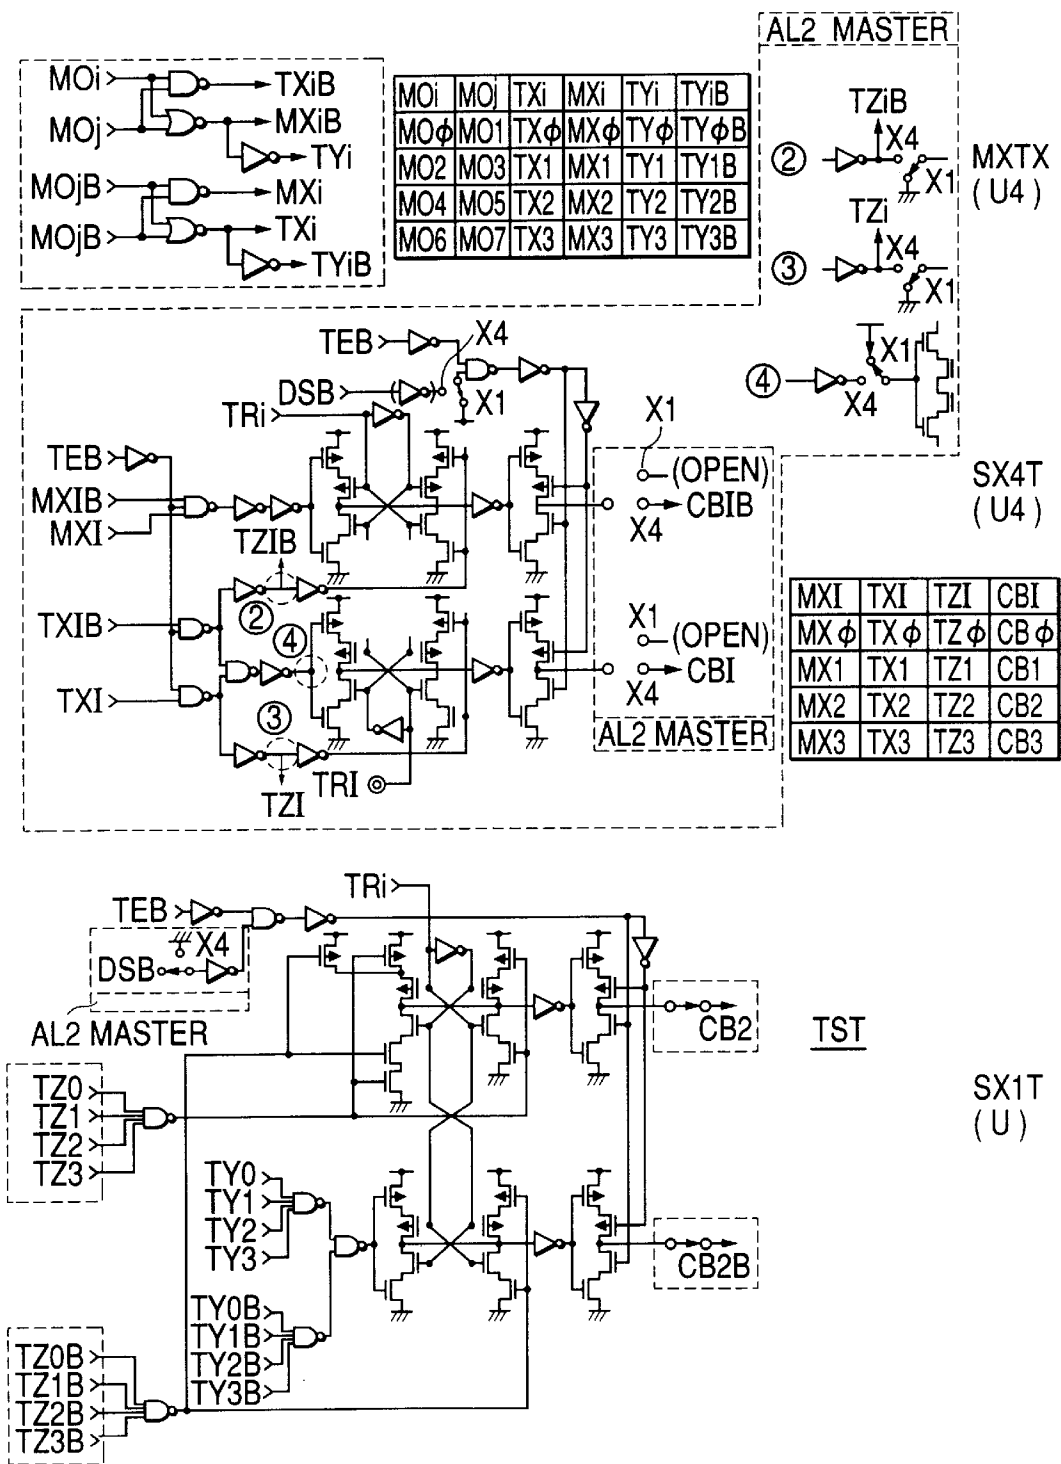 AL2 MASTER
MOi
TXiB
MOj
MXiB
TYi
MOjB
MXi
MOjB
TXi
TYiB
MOi MOj TXi MXi TYi TYiB
MOφ MO1 TXφ MXφ TYφ TYφB
MO2 MO3 TX1 MX1 TY1 TY1B
MO4 MO5 TX2 MX2 TY2 TY2B
MO6 MO7 TX3 MX3 TY3 TY3B
TZiB
X4
②
X1
MXTX
(U4)
TZi
X4
③
X1
X1
④
X4
TEB
X4
DSB
X1
TRi
X1
TEB
(OPEN)
MXIB
CBIB
MXI
X4
TZIB
SX4T
(U4)
②
TXIB
④
X1
(OPEN)
TXI
CBI
X4
③
AL2 MASTER
TRI
TZI
MXI TXI TZI CBI
MXφ TXφ TZφ CBφ
MX1 TX1 TZ1 CB1
MX2 TX2 TZ2 CB2
MX3 TX3 TZ3 CB3
TRi
TEB
X4
DSB
AL2 MASTER
CB2
TST
TZ0
TZ1
TZ2
TZ3
SX1T
(U)
TY0
TY1
TY2
TY3
CB2B
TY0B
TY1B
TY2B
TY3B
TZ0B
TZ1B
TZ2B
TZ3B